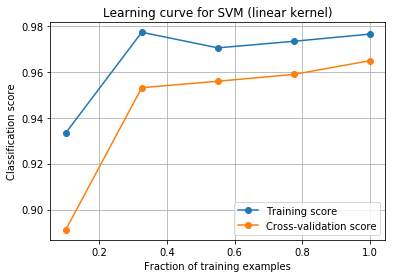 Learning curve for SVM (linear kernel)
Classification score
0.98
0.96
0.94
0.92
0.90
0.2
0.4
0.6
0.8
1.0
Fraction of training examples
Training score
Cross-validation score